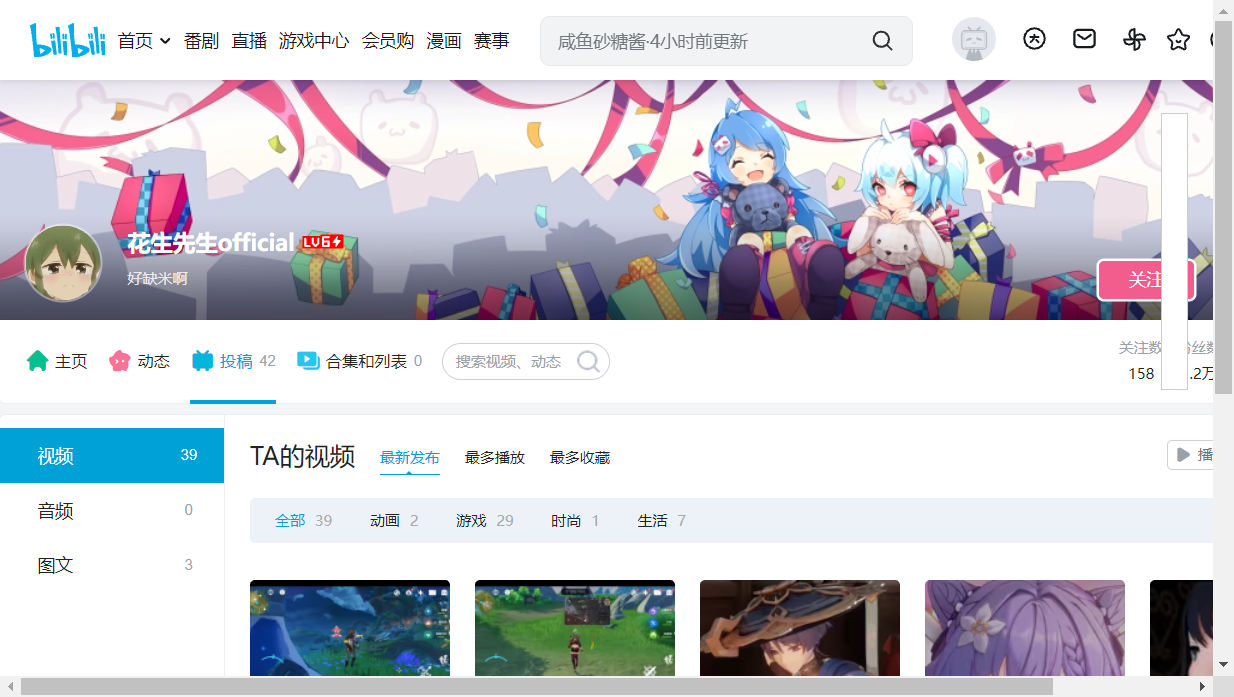 bilibili 首页 番剧 直播 游戏中心 会员购 漫画 赛事 咸鱼砂糖酱·4小时前更新
花生先生official LV6
好缺米啊
关注
主页 动态 投稿 42 合集和列表 0 搜索视频、动态
关注数 丝数
158 .2万
视频 39
音频 0
图文 3
TA的视频 最新发布 最多播放 最多收藏 播
全部 39 动画 2 游戏 29 时尚 1 生活 7